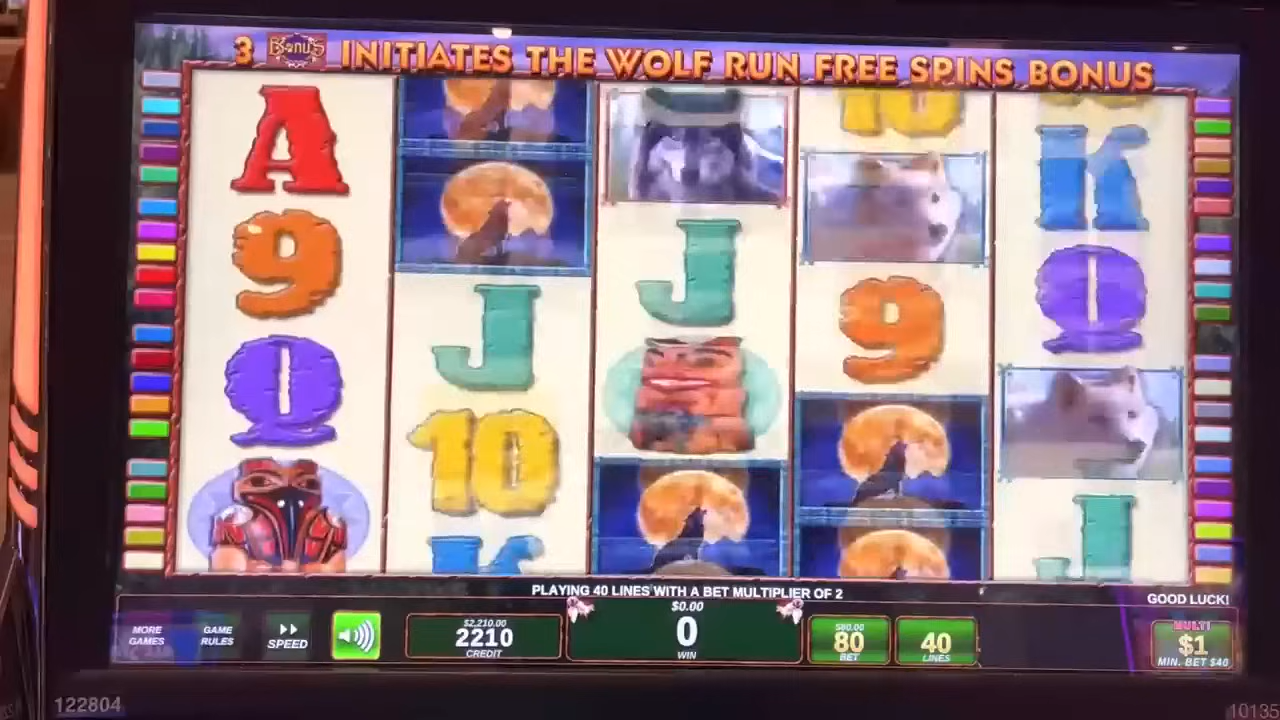 3 BONUS INITIATES THE WOLF RUN FREE SPINS BONUS
A
10
K
J
9
9
Q
J
Q
10
K
J
PLAYING 40 LINES WITH A BET MULTIPLIER OF 2
GOOD LUCK!
MORE GAMES
GAME RULES
SPEED
$2,210.00
2210
CREDIT
$0.00
0
WIN
$80.00
80
BET
40
LINES
MULTI
$1
MIN. BET $40
122804
10135